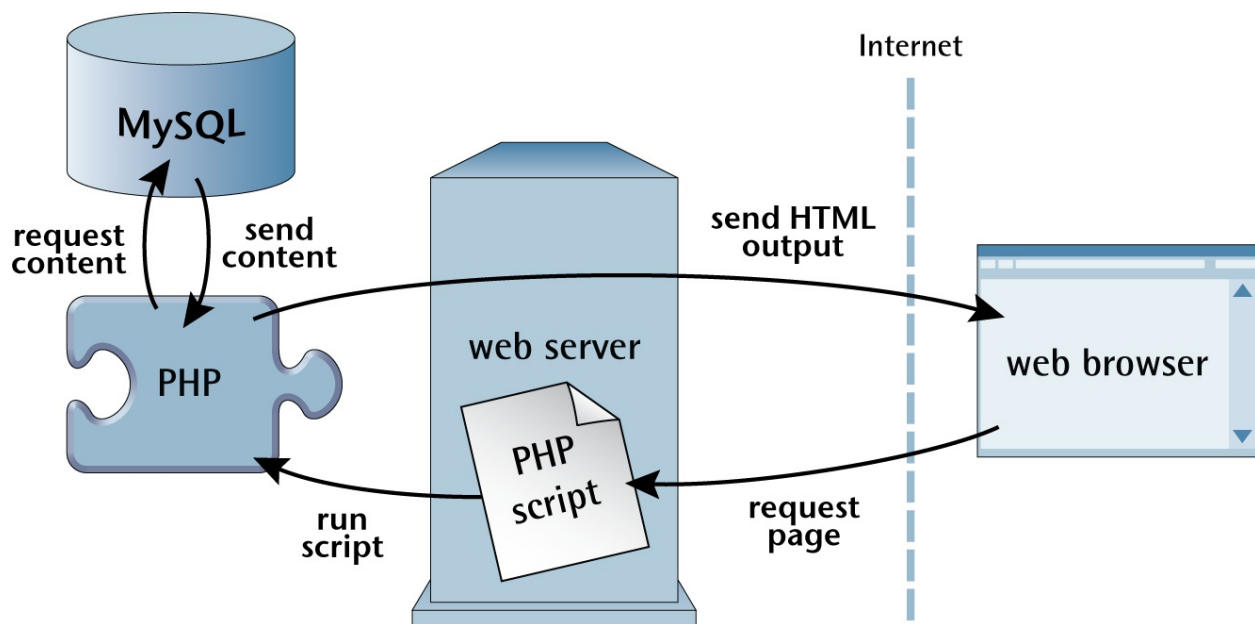 Internet
MySQL
request
content
send
content
send HTML
output
web server
web browser
PHP
PHP
script
run
script
request
page